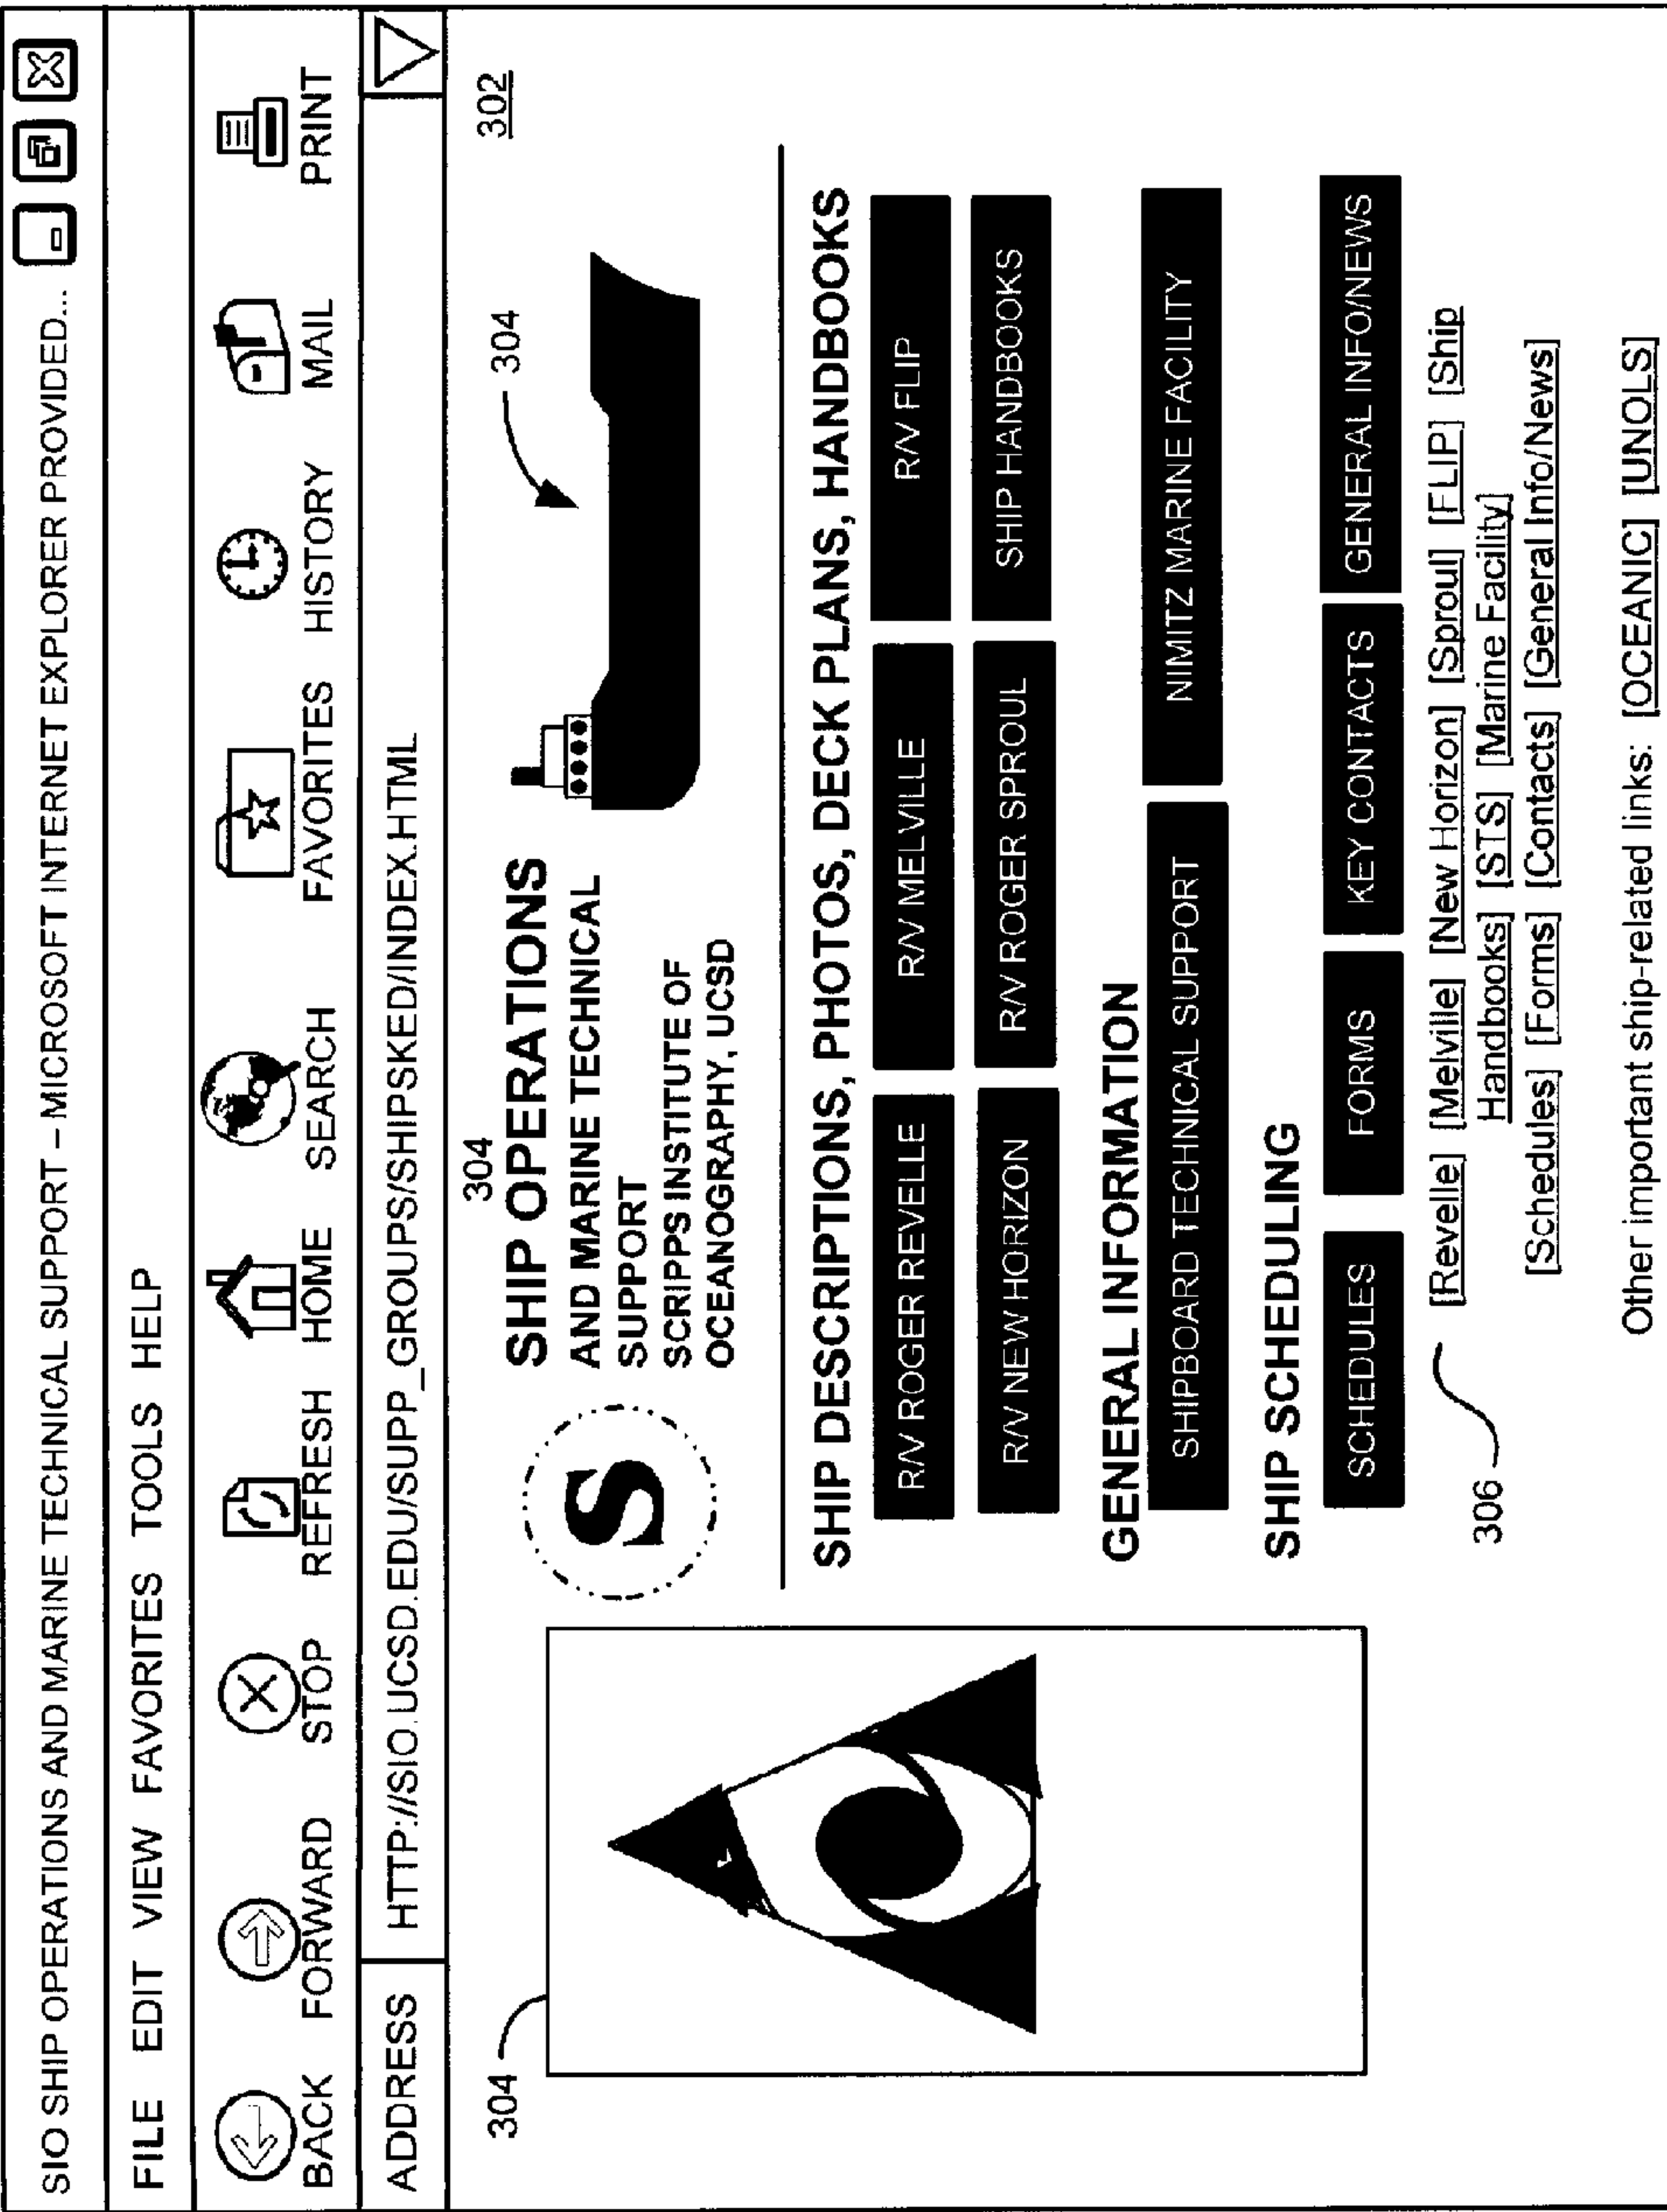 SIO SHIP OPERATIONS AND MARINE TECHNICAL SUPPORT – MICROSOFT INTERNET EXPLORER PROVIDED...
FILE EDIT VIEW FAVORITES TOOLS HELP
BACK FORWARD STOP REFRESH HOME SEARCH FAVORITES HISTORY MAIL PRINT
ADDRESS HTTP://SIO.UCSD.EDU/SUPP_GROUPS/SHIPSKED/INDEX.HTML
302
304
304
304
S
SHIP OPERATIONS
AND MARINE TECHNICAL
SUPPORT
SCRIPPS INSTITUTE OF
OCEANOGRAPHY, UCSD
SHIP DESCRIPTIONS, PHOTOS, DECK PLANS, HANDBOOKS
R/V ROGER REVELLE R/V MELVILLE R/V FLIP
R/V NEW HORIZON R/V ROGER SPROUL SHIP HANDBOOKS
GENERAL INFORMATION
SHIPBOARD TECHNICAL SUPPORT NIMITZ MARINE FACILITY
SHIP SCHEDULING
SCHEDULES FORMS KEY CONTACTS GENERAL INFO/NEWS
306
[Revelle] [Melville] [New Horizon] [Sproul] [FLIP] [Ship
Handbooks] [STS] [Marine Facility]
[Schedules] [Forms] [Contacts] [General Info/News]
Other important ship-related links: [OCEANIC] [UNOLS]